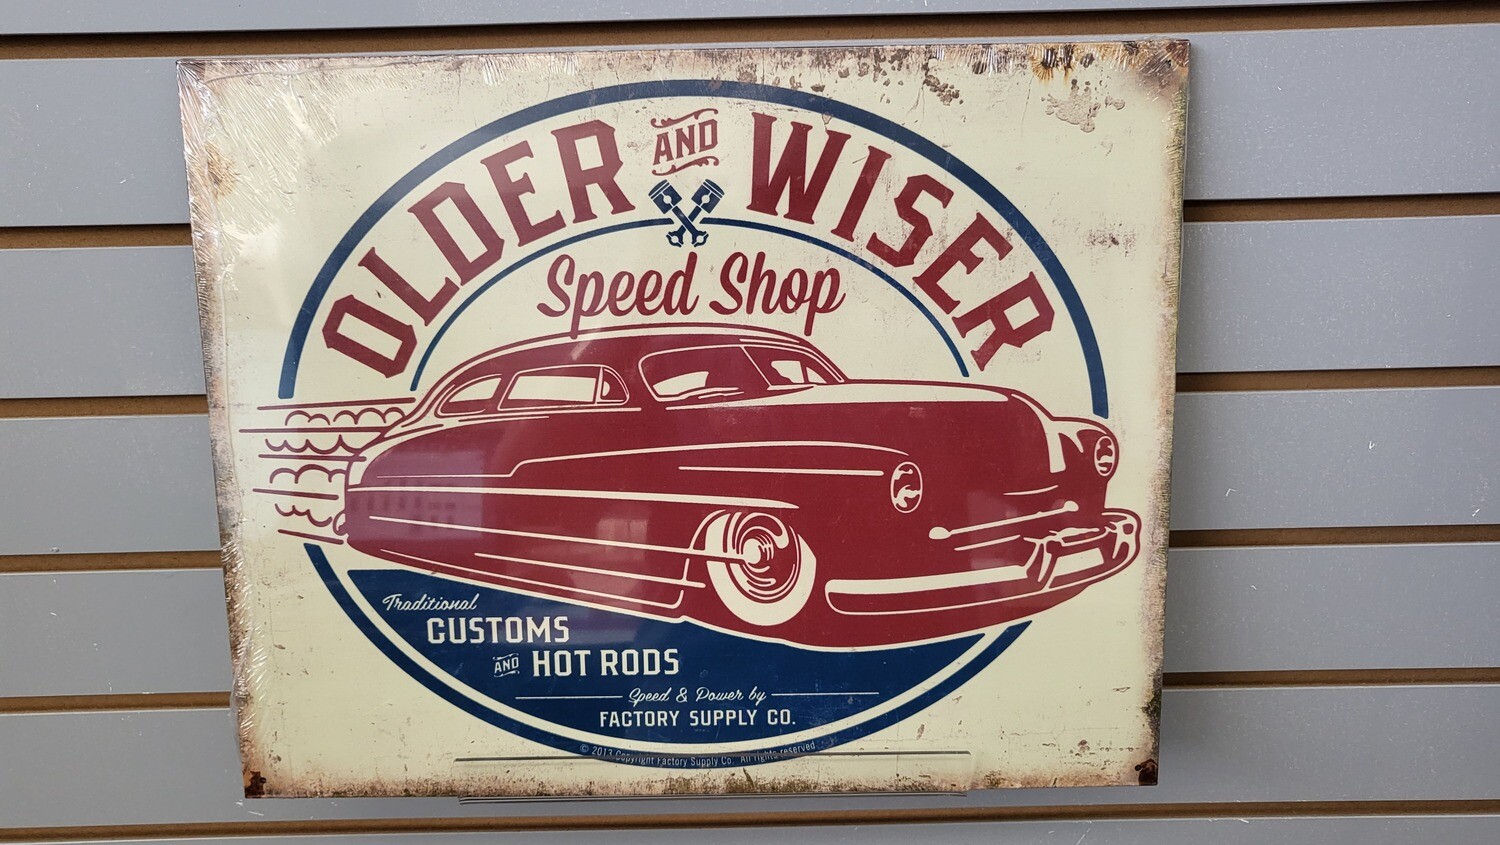 OLDER AND WISER
Speed Shop
Traditional
CUSTOMS
AND HOT RODS
Speed & Power by
FACTORY SUPPLY CO.
© 2013 Copyright Factory Supply Co. All rights reserved